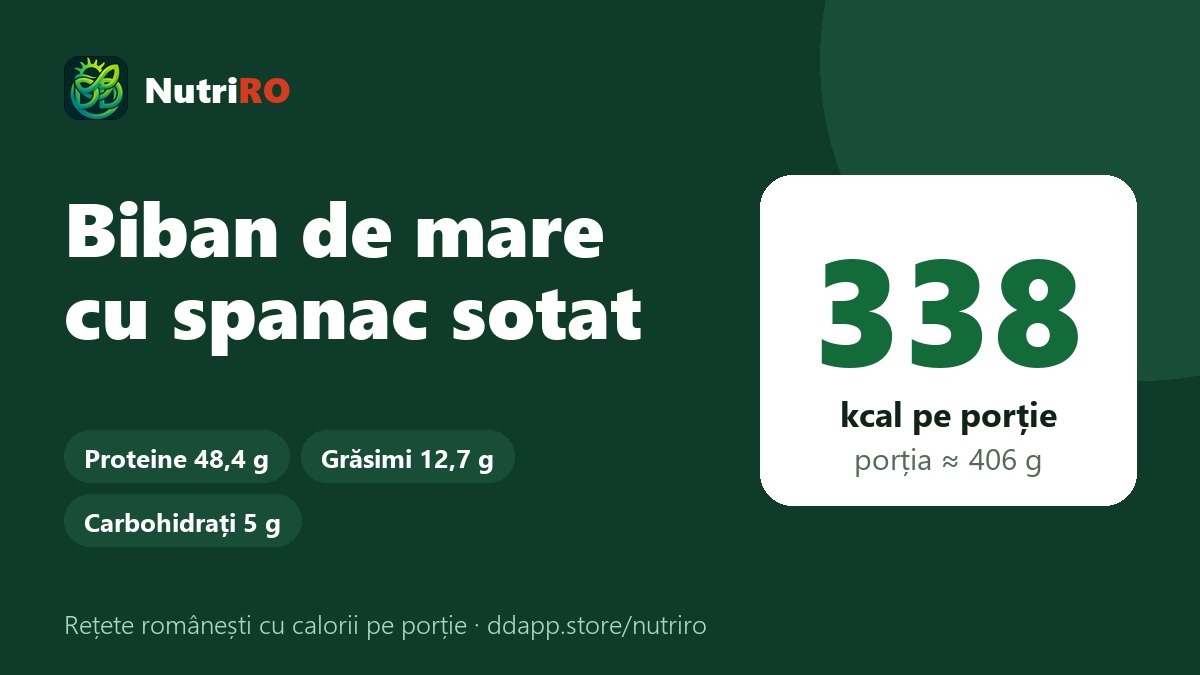 NutriRO
Biban de mare
cu spanac sotat
338
kcal pe porție
porția ≈ 406 g
Proteine 48,4 g
Grăsimi 12,7 g
Carbohidrați 5 g
Rețete românești cu calorii pe porție · ddapp.store/nutriro